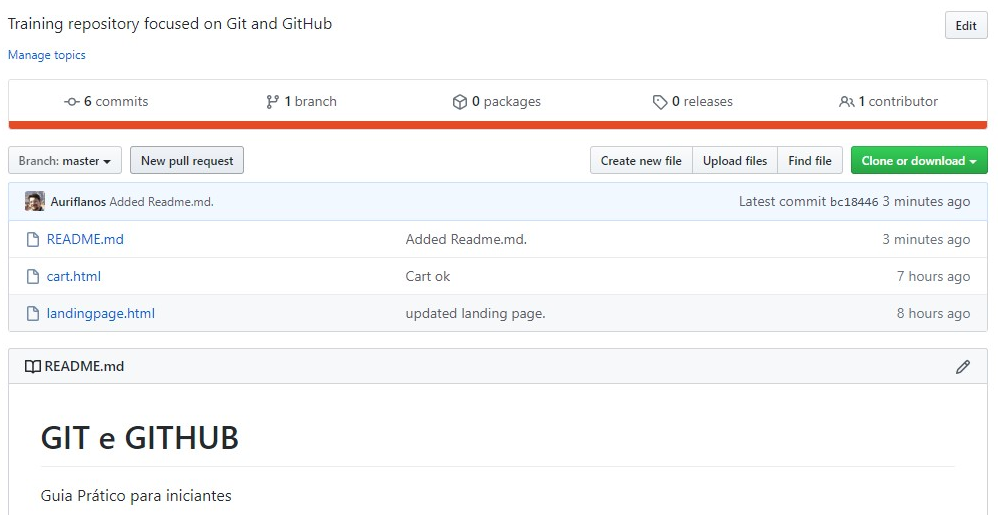 Training repository focused on Git and GitHub
Edit
Manage topics
6 commits 1 branch 0 packages 0 releases 1 contributor
Branch: master New pull request Create new file Upload files Find file Clone or download
Auriflanos Added Readme.md. Latest commit bc18446 3 minutes ago
README.md Added Readme.md. 3 minutes ago
cart.html Cart ok 7 hours ago
landingpage.html updated landing page. 8 hours ago
README.md
GIT e GITHUB
Guia Prático para iniciantes